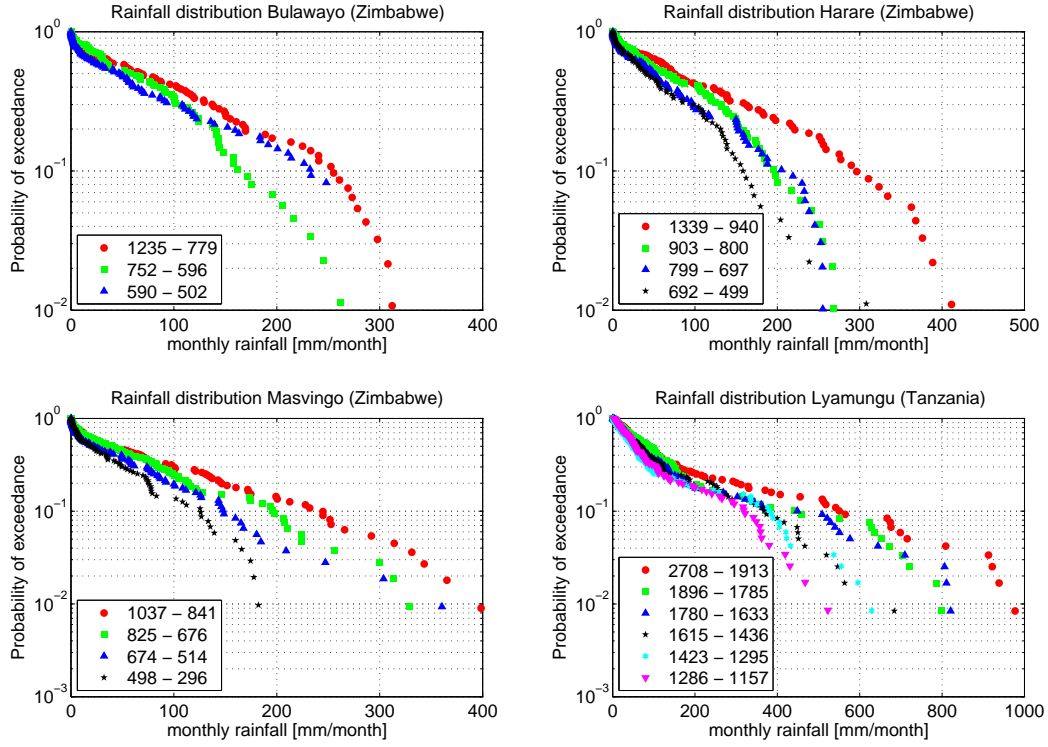 Rainfall distribution Bulawayo (Zimbabwe)
Probability of exceedance
10^0
10^−1
10^−2
1235 − 779
752 − 596
590 − 502
0 100 200 300 400
monthly rainfall [mm/month]
Rainfall distribution Harare (Zimbabwe)
Probability of exceedance
10^0
10^−1
10^−2
1339 − 940
903 − 800
799 − 697
692 − 499
0 100 200 300 400 500
monthly rainfall [mm/month]
Rainfall distribution Masvingo (Zimbabwe)
Probability of exceedance
10^0
10^−1
10^−2
10^−3
1037 − 841
825 − 676
674 − 514
498 − 296
0 100 200 300 400
monthly rainfall [mm/month]
Rainfall distribution Lyamungu (Tanzania)
Probability of exceedance
10^0
10^−1
10^−2
10^−3
2708 − 1913
1896 − 1785
1780 − 1633
1615 − 1436
1423 − 1295
1286 − 1157
0 200 400 600 800 1000
monthly rainfall [mm/month]